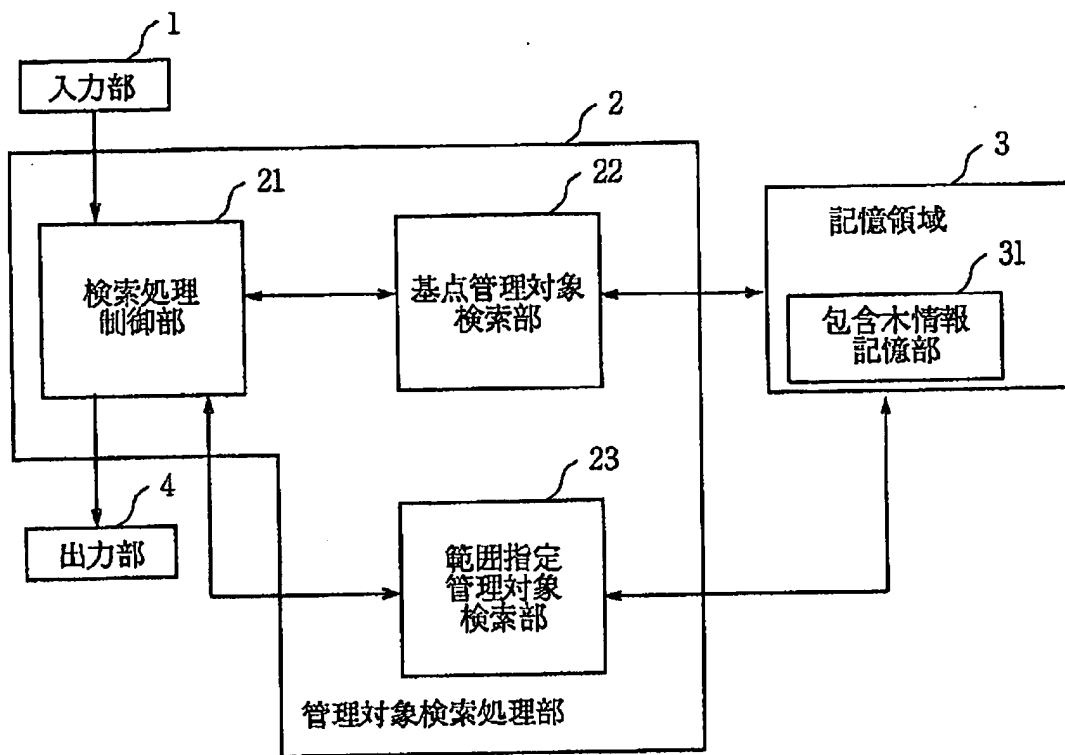 1
入力部
2
3
21
22
記憶領域
31
検索処理
制御部
基点管理対象
検索部
包含木情報
記憶部
23
4
出力部
範囲指定
管理対象
検索部
管理対象検索処理部